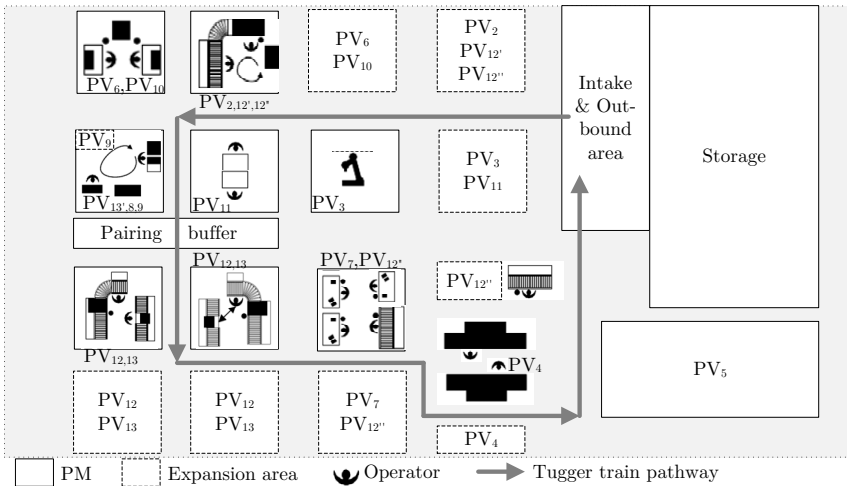 PV6,PV10
PV2,12',12"
PV6
PV10
PV2
PV12'
PV12''
Intake
& Out-
bound
area
Storage
PV9
PV13',8,9
PV11
PV3
PV3
PV11
Pairing buffer
PV12,13
PV12,13
PV7,PV12"
PV12''
PV4
PV5
PV12
PV13
PV12
PV13
PV7
PV12''
PV4
PM
Expansion area
Operator
Tugger train pathway